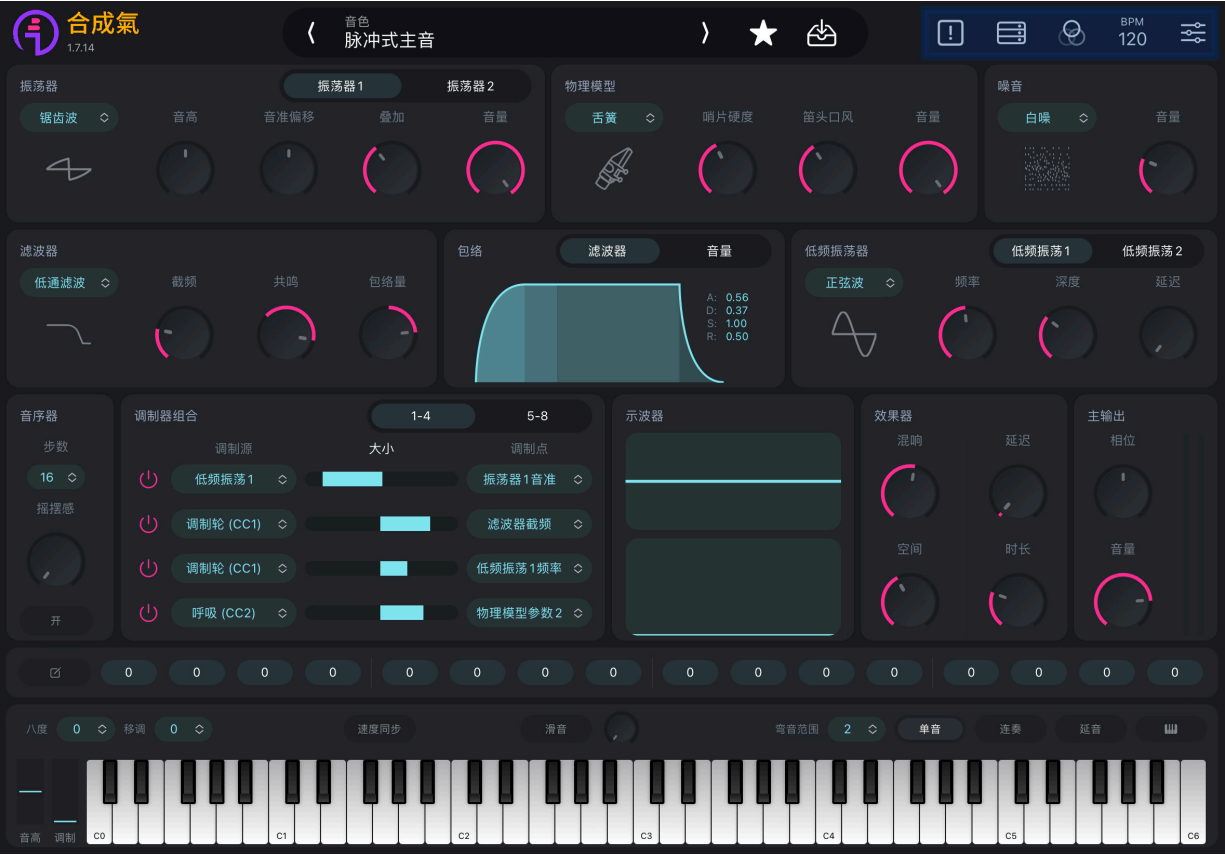 合成氣
1.7.14
音色
脉冲式主音
BPM
120
振荡器 振荡器1 振荡器2
锯齿波 音高 音准偏移 叠加 音量
物理模型
舌簧 哨片硬度 笛头口风 音量
噪音
白噪 音量
滤波器
低通滤波 截频 共鸣 包络量
包络 滤波器 音量
A: 0.56
D: 0.37
S: 1.00
R: 0.50
低频振荡器 低频振荡1 低频振荡2
正弦波 频率 深度 延迟
音序器
步数
16
摇摆感
开
调制器组合 1-4 5-8
调制源 大小 调制点
低频振荡1 振荡器1音准
调制轮 (CC1) 滤波器截频
调制轮 (CC1) 低频振荡1频率
呼吸 (CC2) 物理模型参数2
示波器
效果器
混响 延迟
空间 时长
主输出
相位
音量
0 0 0 0 0 0 0 0 0 0 0 0 0 0 0 0
八度 0 移调 0 速度同步 滑音 弯音范围 2 单音 连奏 延音
C0 C1 C2 C3 C4 C5 C6
音高 调制